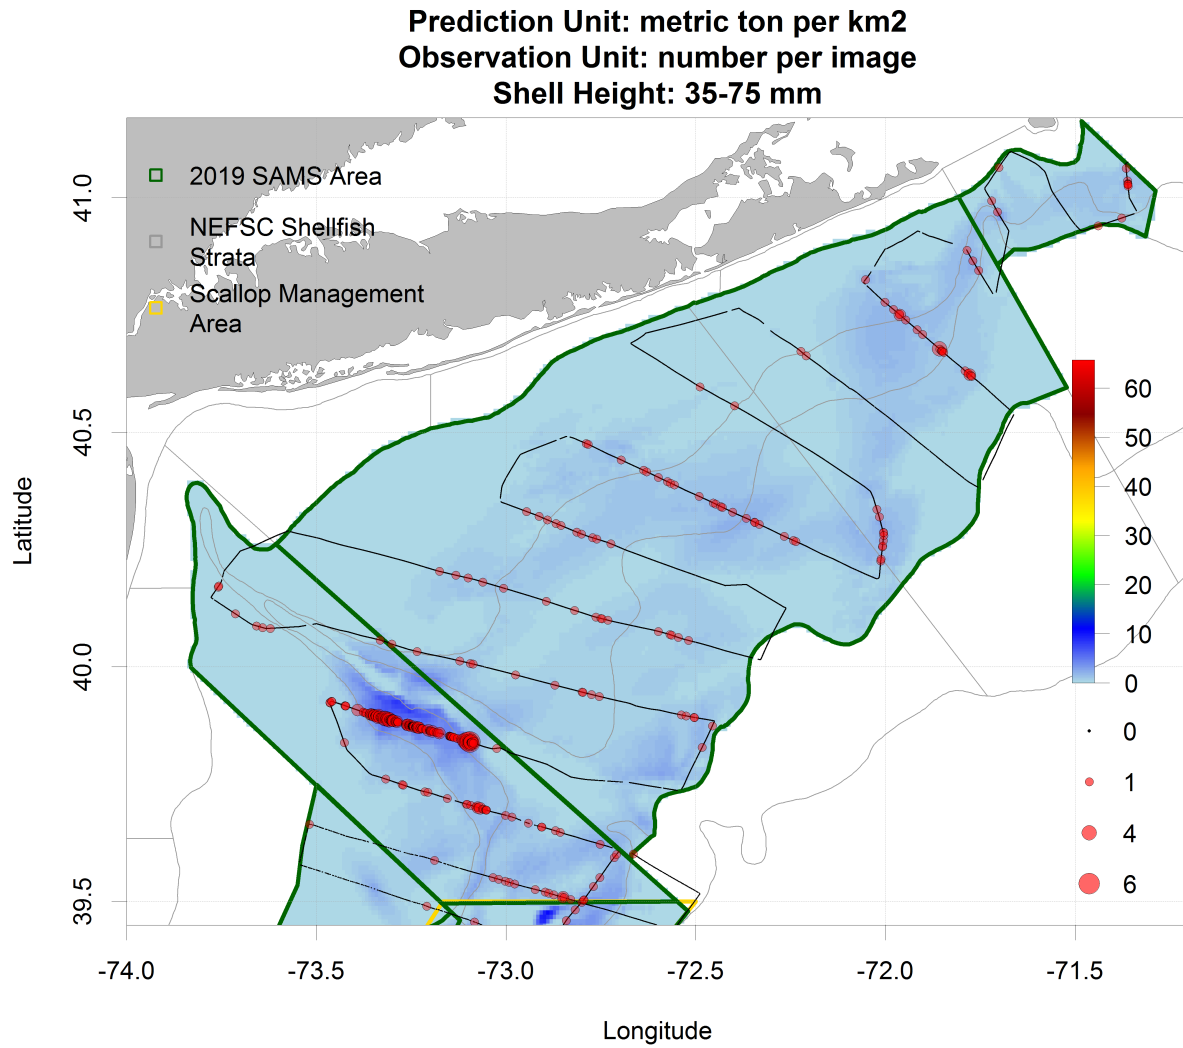 Prediction Unit: metric ton per km2
Observation Unit: number per image
Shell Height: 35-75 mm
2019 SAMS Area
NEFSC Shellfish
Strata
Scallop Management
Area
Latitude
41.0
40.5
40.0
39.5
60
50
40
30
20
10
0
0
1
4
6
-74.0
-73.5
-73.0
-72.5
-72.0
-71.5
Longitude